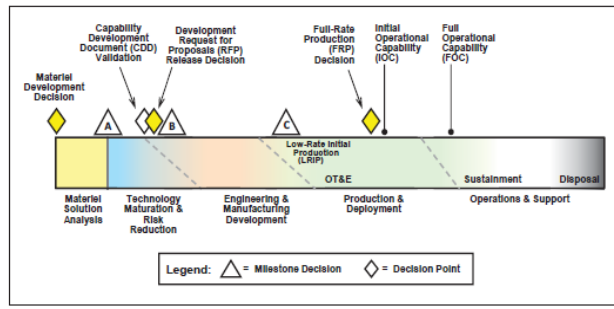 Capability
Development
Document (CDD)
Validation
Development
Request for
Proposals (RFP)
Release Decision
Full-Rate
Production
(FRP)
Decision
Initial
Operational
Capability
(IOC)
Full
Operational
Capability
(FOC)
Materiel
Development
Decision
A
B
C
Low-Rate Initial
Production
(LRIP)
OT&E
Sustainment
Disposal
Materiel
Solution
Analysis
Technology
Maturation &
Risk
Reduction
Engineering &
Manufacturing
Development
Production &
Deployment
Operations & Support
Legend:
= Milestone Decision
= Decision Point